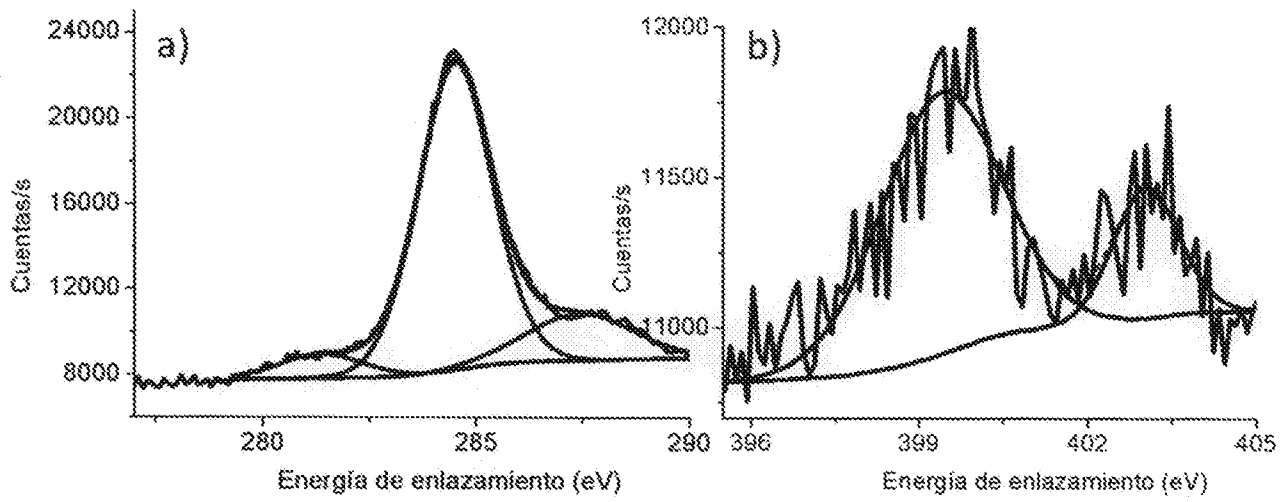 a)
24000
20000
16000
12000
8000
Cuentas/s
280
285
290
Energía de enlazamiento (eV)
b)
12000
11500
11000
Cuentas/s
396
399
402
405
Energía de enlazamiento (eV)